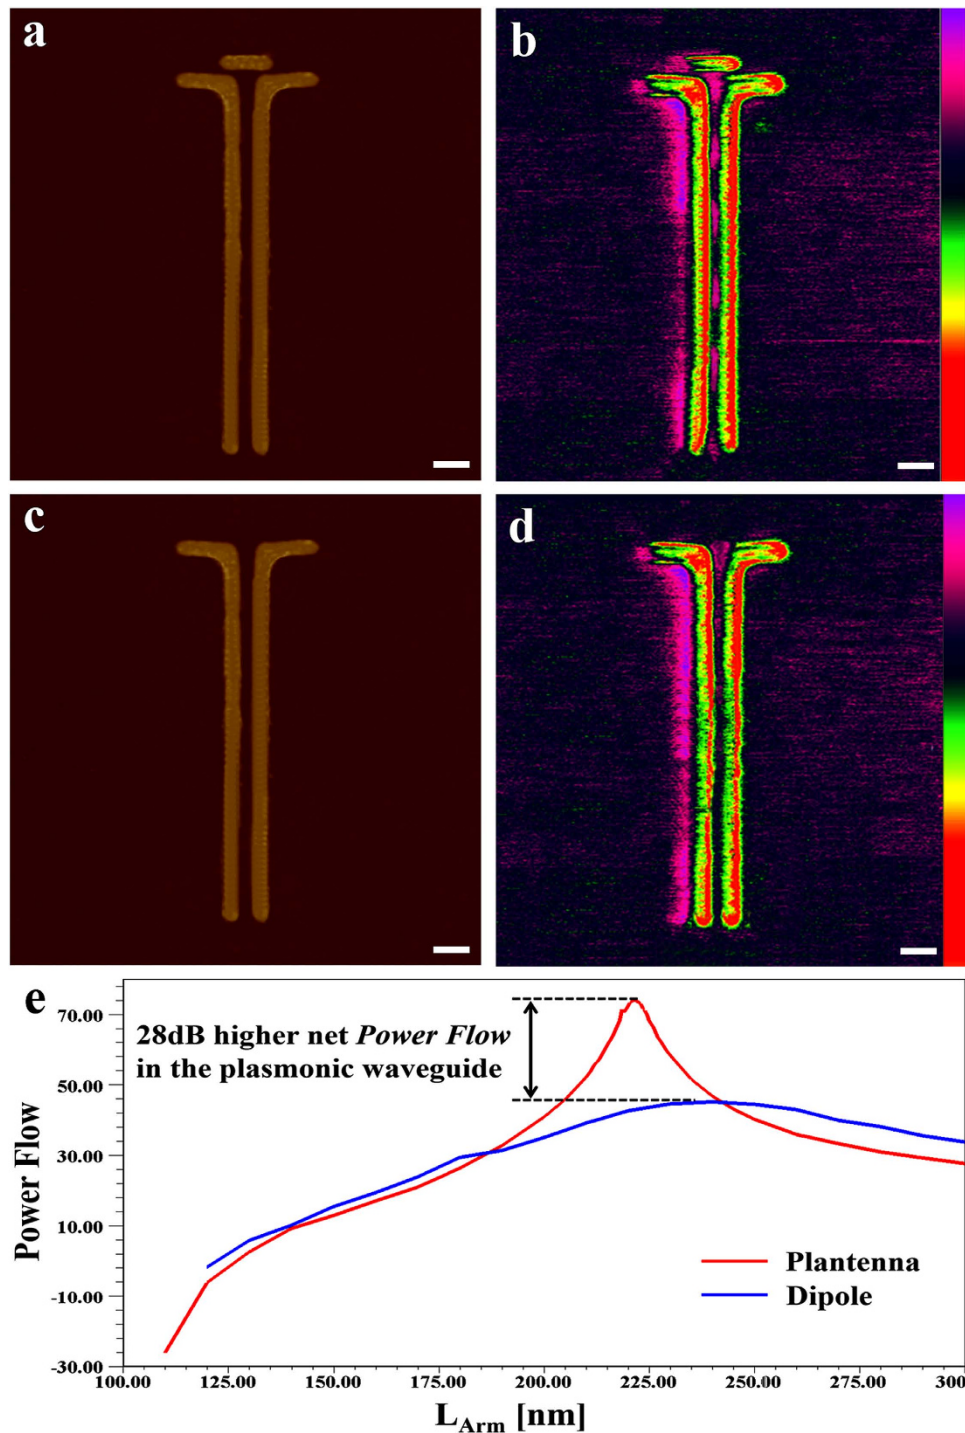 a
b
c
d
e
28dB higher net Power Flow
in the plasmonic waveguide
70.00
50.00
30.00
10.00
-10.00
-30.00
Power Flow
Plantenna
Dipole
100.00 125.00 150.00 175.00 200.00 225.00 250.00 275.00 300
L_Arm [nm]